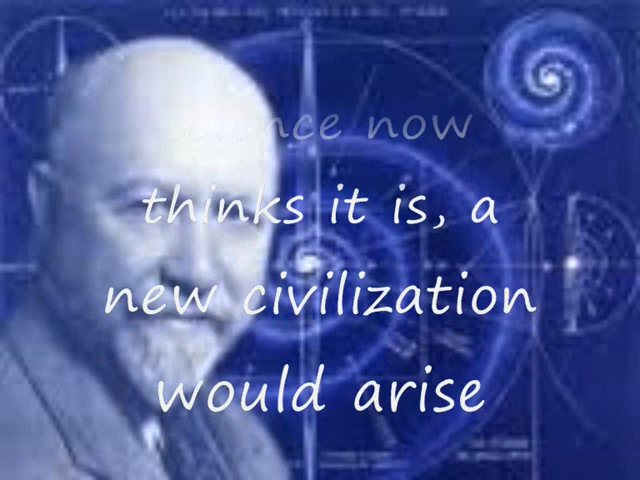 now
thinks it is, a
new civilization
would arise